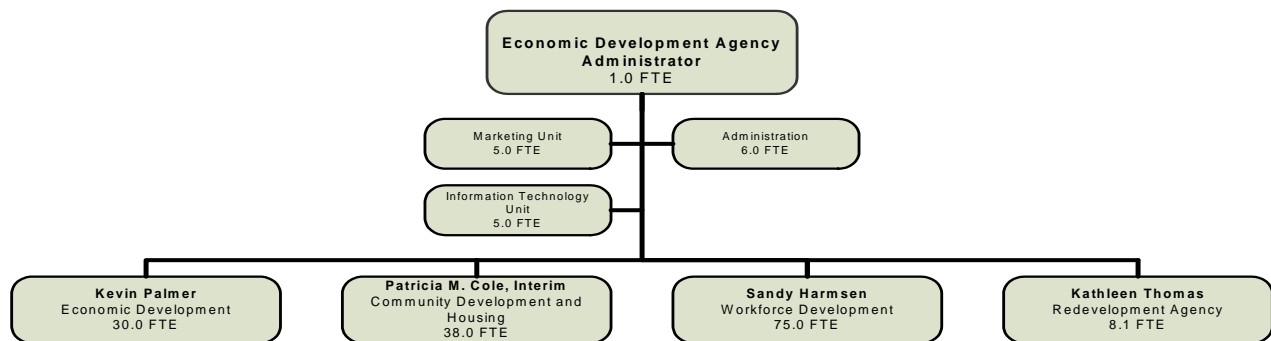 Economic Development Agency
Administrator
1.0 FTE
Marketing Unit
5.0 FTE
Administration
6.0 FTE
Information Technology
Unit
5.0 FTE
Kevin Palmer
Economic Development
30.0 FTE
Patricia M. Cole, Interim
Community Development and
Housing
38.0 FTE
Sandy Harmsen
Workforce Development
75.0 FTE
Kathleen Thomas
Redevelopment Agency
8.1 FTE